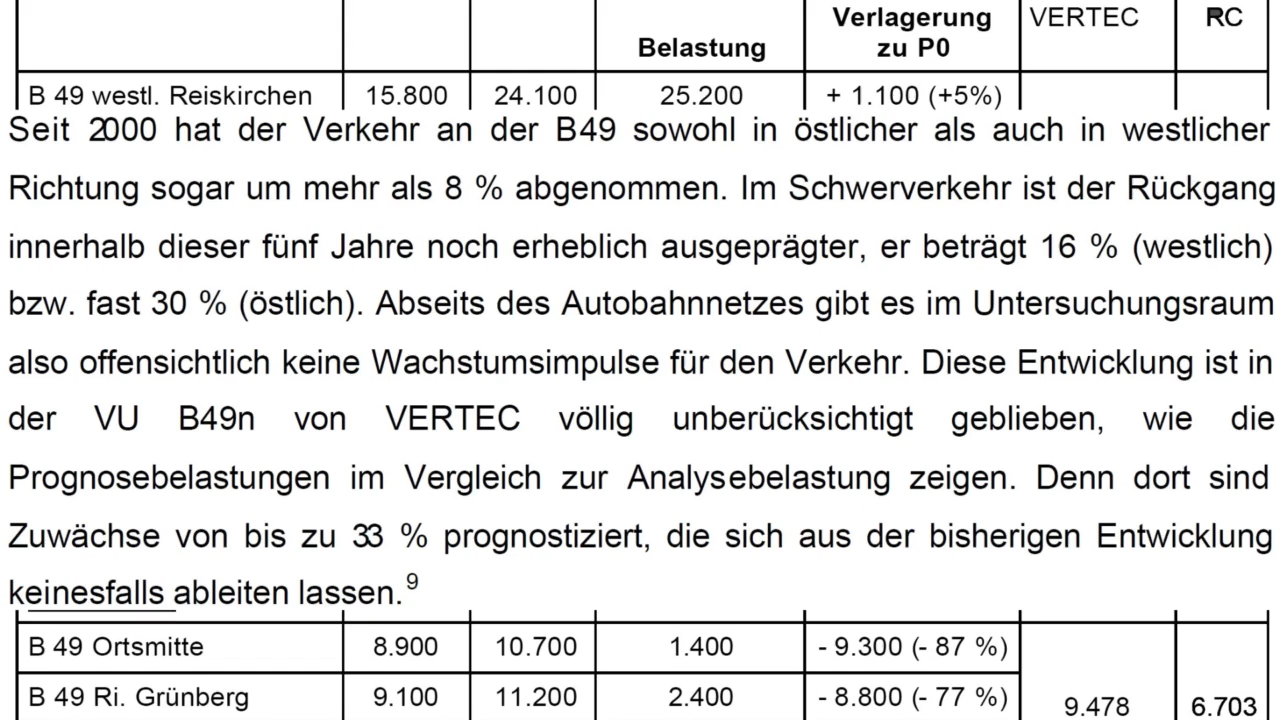 Verlagerung VERTEC RC
Belastung zu P0
B 49 westl. Reiskirchen 15.800 24.100 25.200 + 1.100 (+5%)
Seit 2000 hat der Verkehr an der B49 sowohl in östlicher als auch in westlicher
Richtung sogar um mehr als 8 % abgenommen. Im Schwerverkehr ist der Rückgang
innerhalb dieser fünf Jahre noch erheblich ausgeprägter, er beträgt 16 % (westlich)
bzw. fast 30 % (östlich). Abseits des Autobahnnetzes gibt es im Untersuchungsraum
also offensichtlich keine Wachstumsimpulse für den Verkehr. Diese Entwicklung ist in
der VU B49n von VERTEC völlig unberücksichtigt geblieben, wie die
Prognosebelastungen im Vergleich zur Analysebelastung zeigen. Denn dort sind
Zuwächse von bis zu 33 % prognostiziert, die sich aus der bisherigen Entwicklung
keinesfalls ableiten lassen.9
B 49 Ortsmitte 8.900 10.700 1.400 - 9.300 (- 87 %)
B 49 Ri. Grünberg 9.100 11.200 2.400 - 8.800 (- 77 %) 9.478 6.703